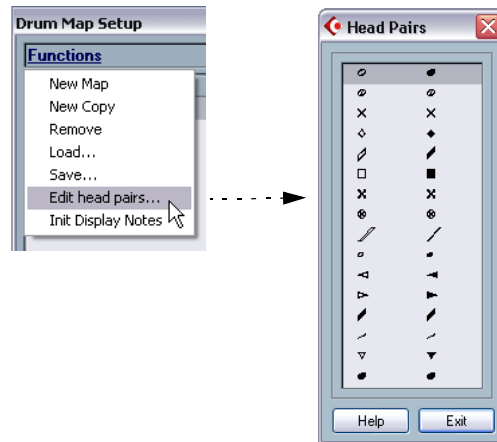 Drum Map Setup
Functions
New Map
New Copy
Remove
Load...
Save...
Edit head pairs...
Init Display Notes
Head Pairs
Help
Exit